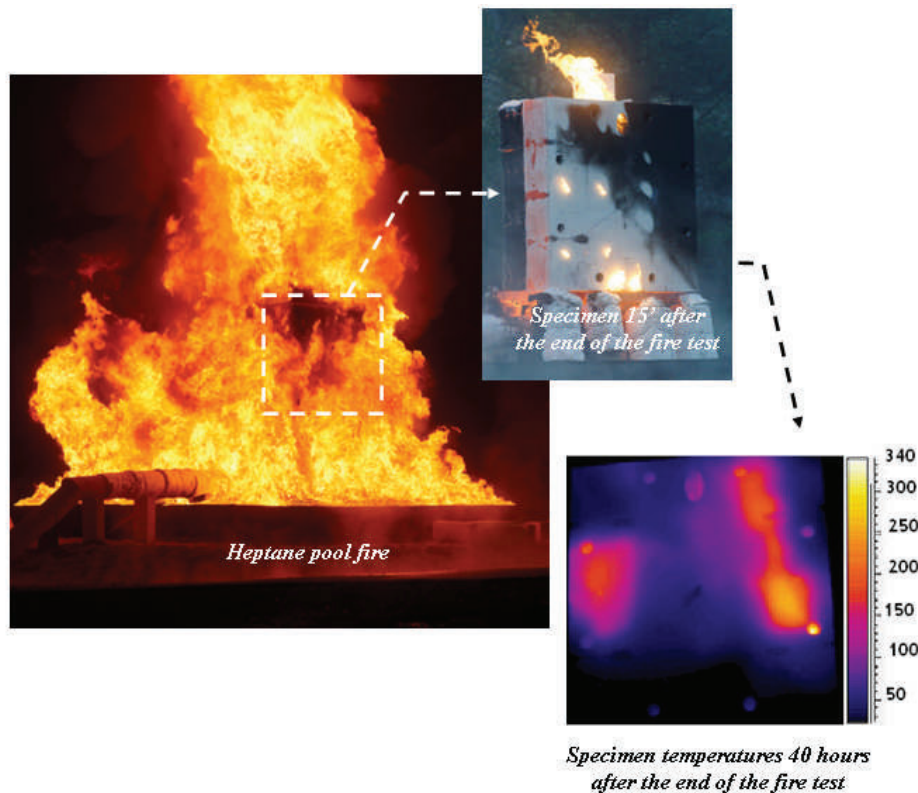 Specimen 15' after
the end of the fire test
Heptane pool fire
340
300
250
200
150
100
50
Specimen temperatures 40 hours
after the end of the fire test